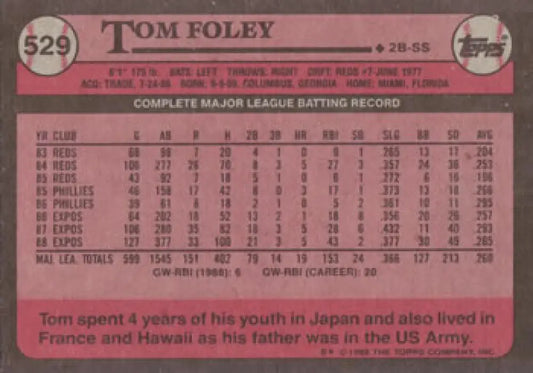 529
TOM FOLEY
2B-SS
Topps
6'1" 175 lb. BATS: LEFT THROWS: RIGHT DRFT: REDS #7-JUNE 1977
ACQ: TRADE, 7-24-86 BORN: 9-9-59, COLUMBUS, GEORGIA HOME: MIAMI, FLORIDA
COMPLETE MAJOR LEAGUE BATTING RECORD
YR CLUB G AB R H 2B 3B HR RBI SB SLG BB SO AVG
83 REDS 68 98 7 20 4 1 0 9 1 .265 13 17 .204
84 REDS 106 277 26 70 8 3 5 27 3 .357 24 36 .253
85 REDS 43 92 7 18 5 1 0 6 1 .272 6 16 .196
85 PHILLIES 46 158 17 42 8 0 3 17 1 .373 13 18 .266
86 PHILLIES 39 61 8 18 2 1 0 5 2 .361 10 11 .295
86 EXPOS 64 202 18 52 13 2 1 18 8 .356 20 26 .257
87 EXPOS 106 280 35 82 18 3 5 28 6 .432 11 40 .293
88 EXPOS 127 377 33 100 21 3 5 43 2 .377 30 49 .265
MAJ. LEA. TOTALS 599 1545 151 402 79 14 19 153 24 .366 127 213 .260
GW-RBI (1988): 6 GW-RBI (CAREER): 20
Tom spent 4 years of his youth in Japan and also lived in
France and Hawaii as his father was in the US Army.
© 1988 THE TOPPS COMPANY, INC.